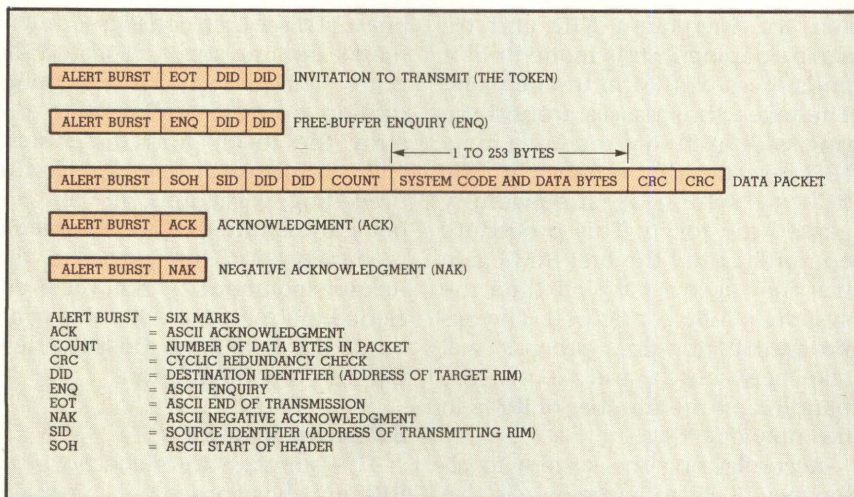 ALERT BURST EOT DID DID INVITATION TO TRANSMIT (THE TOKEN)
ALERT BURST ENQ DID DID FREE-BUFFER ENQUIRY (ENQ)
1 TO 253 BYTES
ALERT BURST SOH SID DID DID COUNT SYSTEM CODE AND DATA BYTES CRC CRC DATA PACKET
ALERT BURST ACK ACKNOWLEDGMENT (ACK)
ALERT BURST NAK NEGATIVE ACKNOWLEDGMENT (NAK)
ALERT BURST = SIX MARKS
ACK = ASCII ACKNOWLEDGMENT
COUNT = NUMBER OF DATA BYTES IN PACKET
CRC = CYCLIC REDUNDANCY CHECK
DID = DESTINATION IDENTIFIER (ADDRESS OF TARGET RIM)
ENQ = ASCII ENQUIRY
EOT = ASCII END OF TRANSMISSION
NAK = ASCII NEGATIVE ACKNOWLEDGMENT
SID = SOURCE IDENTIFIER (ADDRESS OF TRANSMITTING RIM)
SOH = ASCII START OF HEADER